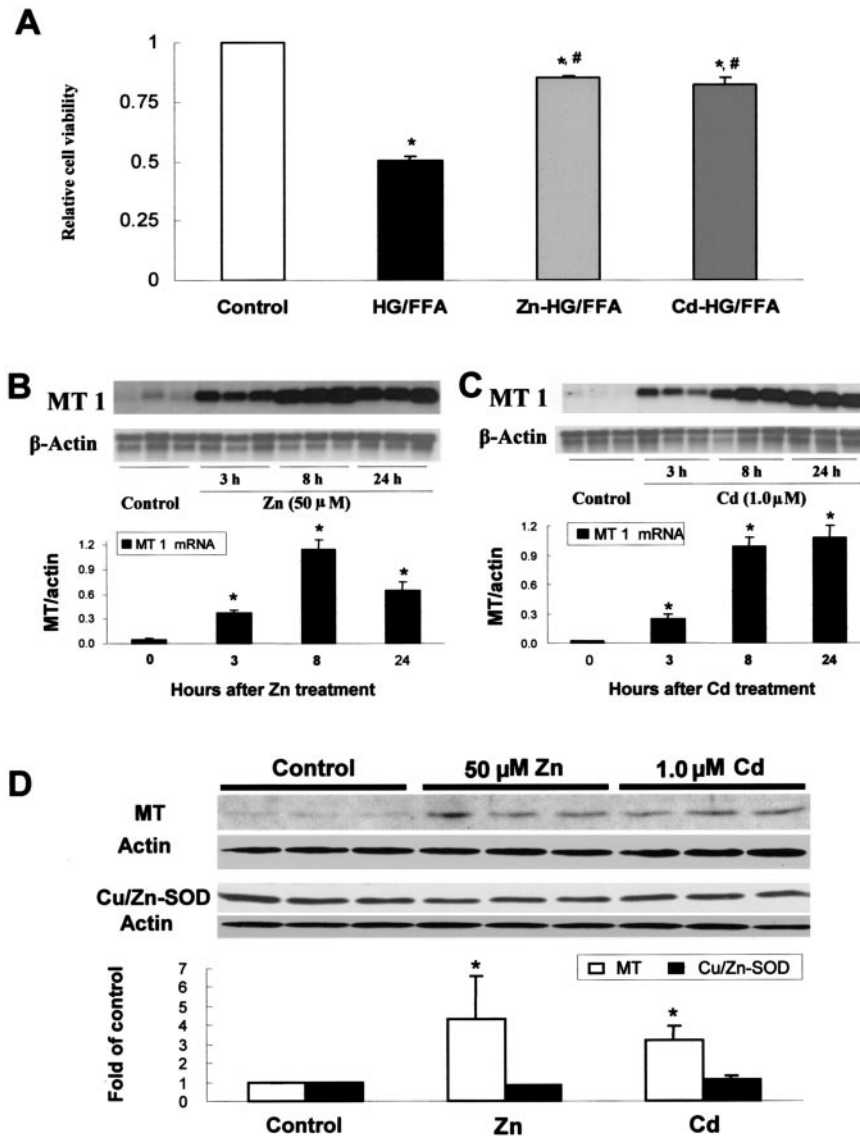 A
Relative cell viability
1
0.75
0.5
0.25
0
*
*, #
*, #
Control HG/FFA Zn-HG/FFA Cd-HG/FFA
B
MT 1
β-Actin
3 h 8 h 24 h
Control Zn (50 μM)
MT/actin
1.2
0.9
0.6
0.3
0.0
MT 1 mRNA
* * *
0 3 8 24
Hours after Zn treatment
C
MT 1
β-Actin
3 h 8 h 24 h
Control Cd (1.0 μM)
MT/actin
1.2
0.9
0.6
0.3
0.0
MT 1 mRNA
* * *
0 3 8 24
Hours after Cd treatment
D
Control 50 μM Zn 1.0 μM Cd
MT
Actin
Cu/Zn-SOD
Actin
Fold of control
7
6
5
4
3
2
1
0
MT Cu/Zn-SOD
* *
Control Zn Cd